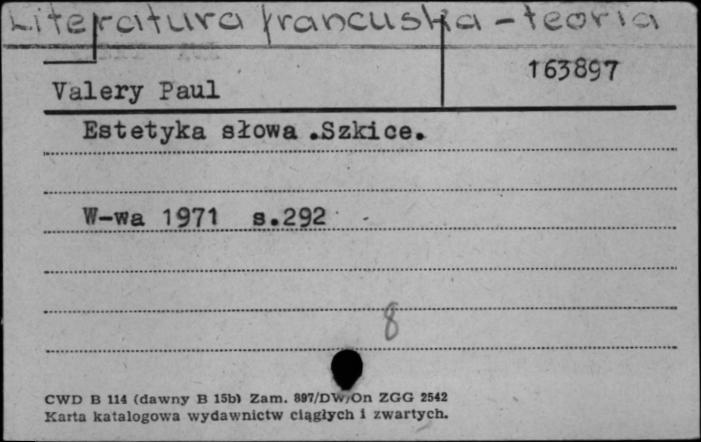 Literatura francuska - teoria
163897
Valery Paul
Estetyka słowa .Szkice.
W-wa 1971 s.292
8
CWD B 114 (dawny B 15b) Zam. 897/DW/On ZGG 2542
Karta katalogowa wydawnictw ciągłych i zwartych.